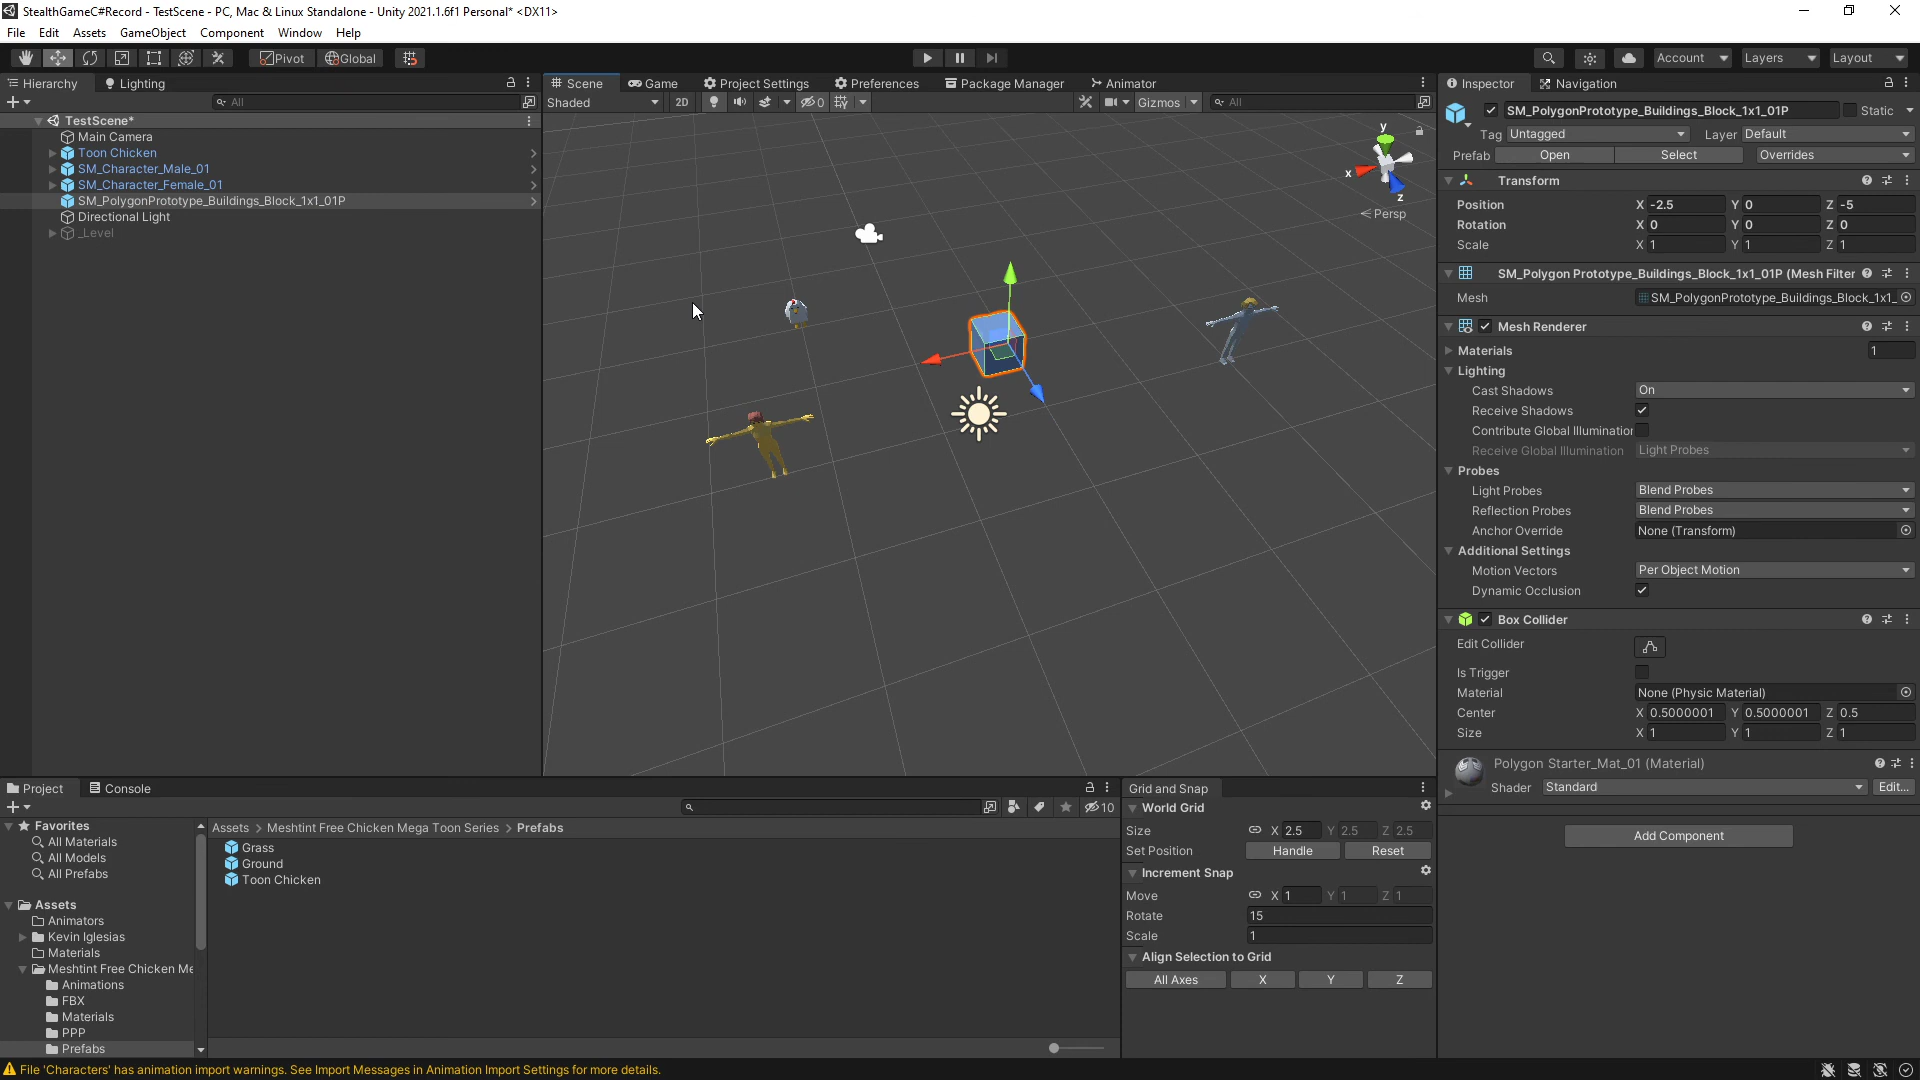 StealthGameC#Record - TestScene - PC, Mac & Linux Standalone - Unity 2021.1.6f1 Personal* <DX11>
File Edit Assets GameObject Component Window Help
Pivot Global Account Layers Layout
Hierarchy Lighting
All
TestScene*
Main Camera
Toon Chicken
SM_Character_Male_01
SM_Character_Female_01
SM_PolygonPrototype_Buildings_Block_1x1_01P
Directional Light
_Level
Scene Game Project Settings Preferences Package Manager Animator
Shaded 2D 0 Gizmos All
y
x
z
Persp
Inspector Navigation
SM_PolygonPrototype_Buildings_Block_1x1_01P Static
Tag Untagged Layer Default
Prefab Open Select Overrides
Transform
Position X -2.5 Y 0 Z -5
Rotation X 0 Y 0 Z 0
Scale X 1 Y 1 Z 1
SM_Polygon Prototype_Buildings_Block_1x1_01P (Mesh Filter
Mesh SM_PolygonPrototype_Buildings_Block_1x1_
Mesh Renderer
Materials 1
Lighting
Cast Shadows On
Receive Shadows
Contribute Global Illumination
Receive Global Illumination Light Probes
Probes
Light Probes Blend Probes
Reflection Probes Blend Probes
Anchor Override None (Transform)
Additional Settings
Motion Vectors Per Object Motion
Dynamic Occlusion
Box Collider
Edit Collider
Is Trigger
Material None (Physic Material)
Center X 0.5000001 Y 0.5000001 Z 0.5
Size X 1 Y 1 Z 1
Polygon Starter_Mat_01 (Material)
Shader Standard Edit...
Add Component
Project Console
10
Favorites
All Materials
All Models
All Prefabs
Assets
Animators
Kevin Iglesias
Materials
Meshtint Free Chicken Me
Animations
FBX
Materials
PPP
Prefabs
Assets > Meshtint Free Chicken Mega Toon Series > Prefabs
Grass
Ground
Toon Chicken
Grid and Snap
World Grid
Size X 2.5 Y 2.5 Z 2.5
Set Position Handle Reset
Increment Snap
Move X 1 Y 1 Z 1
Rotate 15
Scale 1
Align Selection to Grid
All Axes X Y Z
File 'Characters' has animation import warnings. See Import Messages in Animation Import Settings for more details.